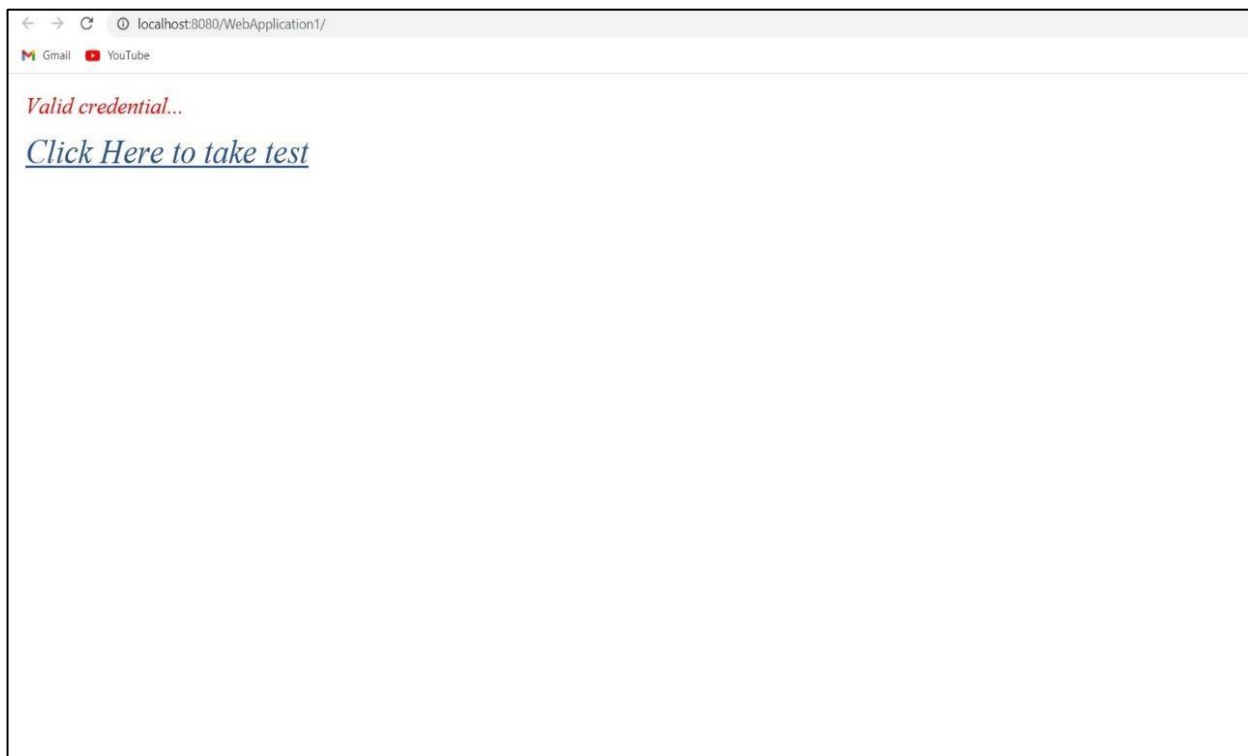 localhost:8080/WebApplication1/
Gmail YouTube
Valid credential...
Click Here to take test